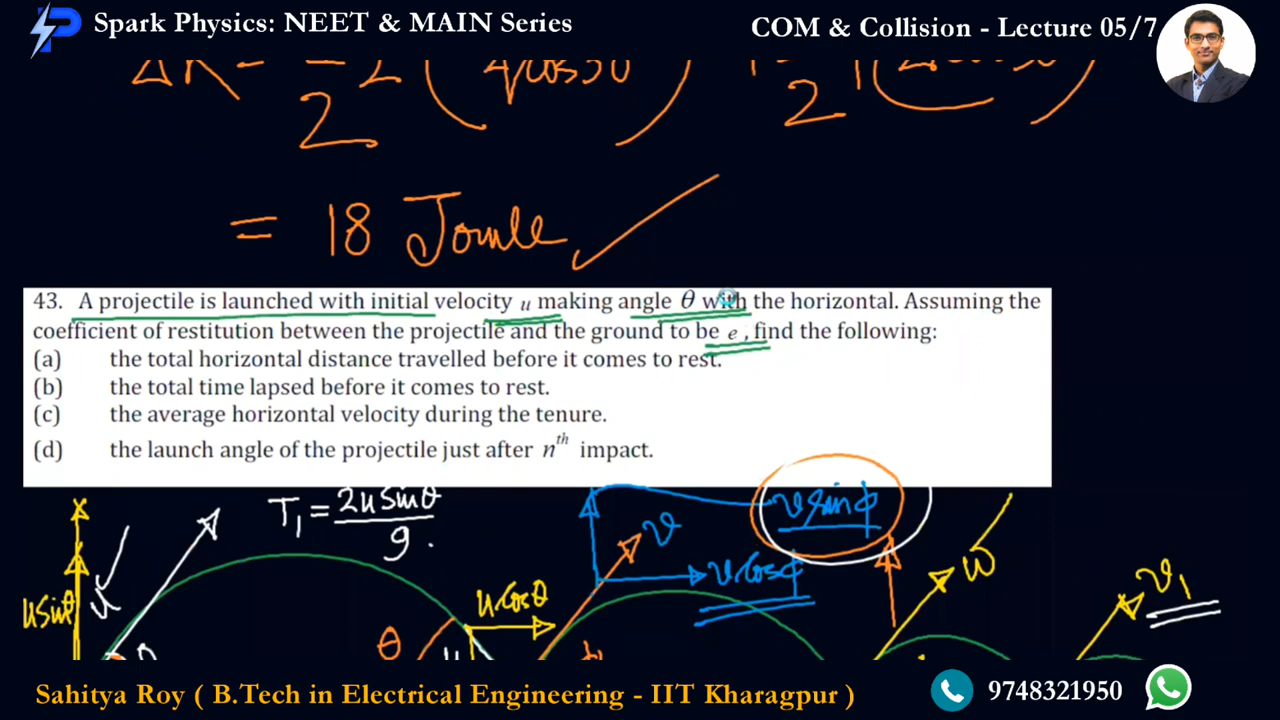 Spark Physics: NEET & MAIN Series
COM & Collision - Lecture 05/7
= 18 Joule
43. A projectile is launched with initial velocity u making angle θ with the horizontal. Assuming the
coefficient of restitution between the projectile and the ground to be e, find the following:
(a) the total horizontal distance travelled before it comes to rest.
(b) the total time lapsed before it comes to rest.
(c) the average horizontal velocity during the tenure.
(d) the launch angle of the projectile just after nth impact.
T₁ = 2u sinθ
g .
v sinϕ
v
v cosϕ
w
v₁
u sinθ
u
u cosθ
θ
Sahitya Roy ( B.Tech in Electrical Engineering - IIT Kharagpur )
9748321950